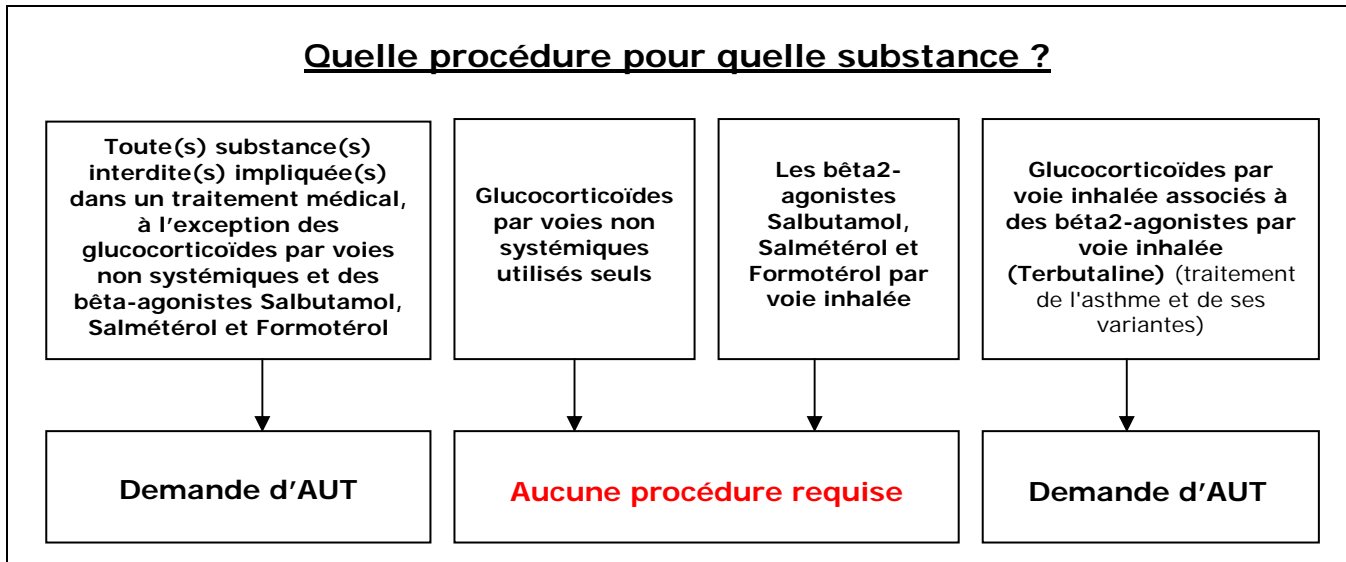 Quelle procédure pour quelle substance ?
Toute(s) substance(s)
interdite(s) impliquée(s)
dans un traitement médical,
à l'exception des
glucocorticoïdes par voies
non systémiques et des
bêta-agonistes Salbutamol,
Salmétérol et Formotérol
Glucocorticoïdes
par voies non
systémiques
utilisés seuls
Les bêta2-
agonistes
Salbutamol,
Salmétérol et
Formotérol par
voie inhalée
Glucocorticoïdes par
voie inhalée associés à
des béta2-agonistes par
voie inhalée
(Terbutaline) (traitement
de l'asthme et de ses
variantes)
Demande d'AUT
Aucune procédure requise
Demande d'AUT